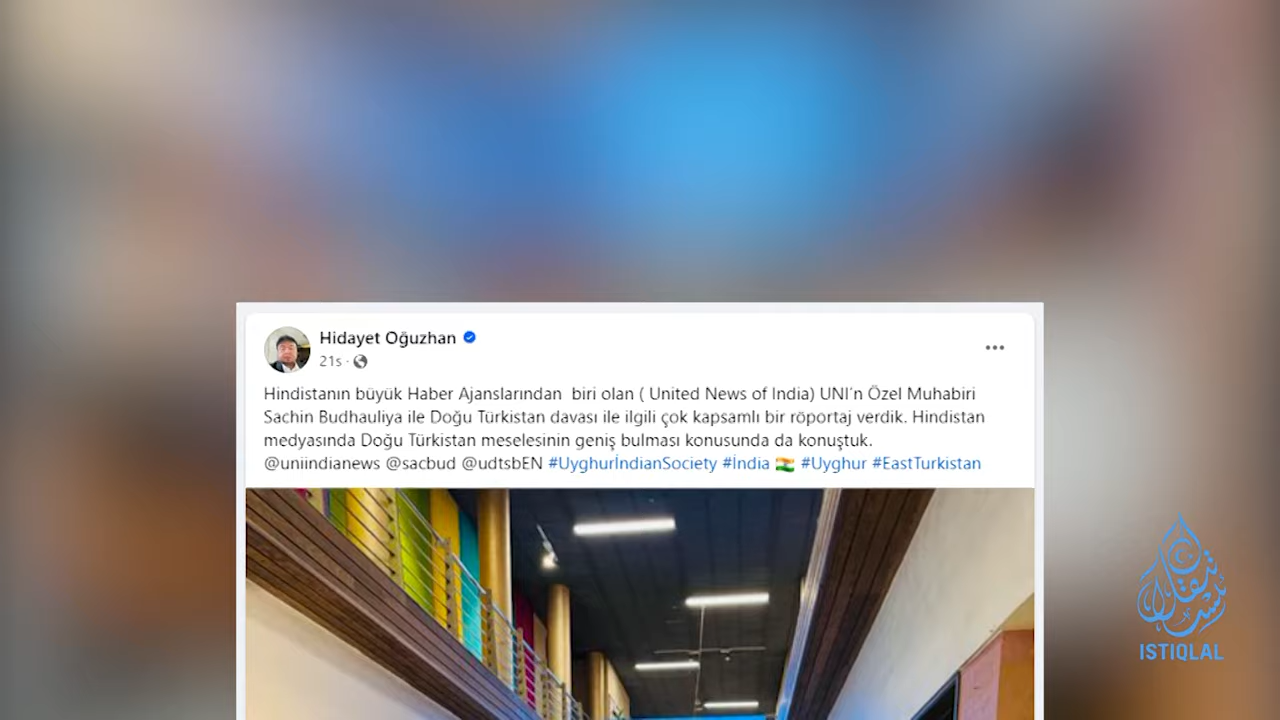 Hidayet Oğuzhan
21s ·
Hindistanın büyük Haber Ajanslarından  biri olan ( United News of India) UNI´n Özel Muhabiri
Sachin Budhauliya ile Doğu Türkistan davası ile ilgili çok kapsamlı bir röportaj verdik. Hindistan
medyasında Doğu Türkistan meselesinin geniş bulması konusunda da konuştuk.
@uniindianews @sacbud @udtsbEN #UyghurİndianSociety #İndia 🇮🇳 #Uyghur #EastTurkistan
ISTIQLAL